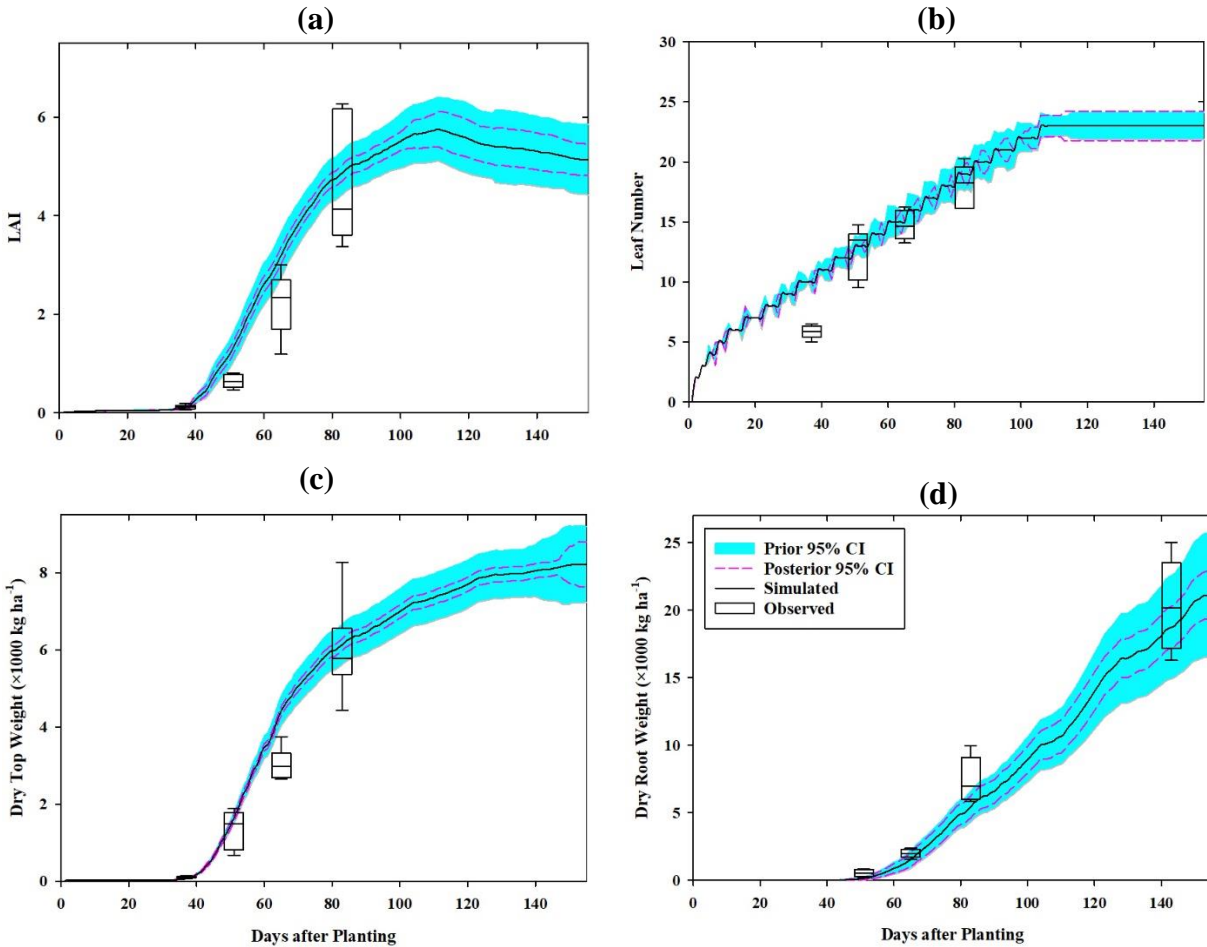 (a)
6
4
2
0
LAI
0 20 40 60 80 100 120 140
(b)
30
25
20
15
10
5
0
Leaf Number
0 20 40 60 80 100 120 140
(c)
8
6
4
2
0
Dry Top Weight (×1000 kg ha⁻¹)
0 20 40 60 80 100 120 140
Days after Planting
(d)
25
20
15
10
5
0
Dry Root Weight (×1000 kg ha⁻¹)
Prior 95% CI
Posterior 95% CI
Simulated
Observed
0 20 40 60 80 100 120 140
Days after Planting